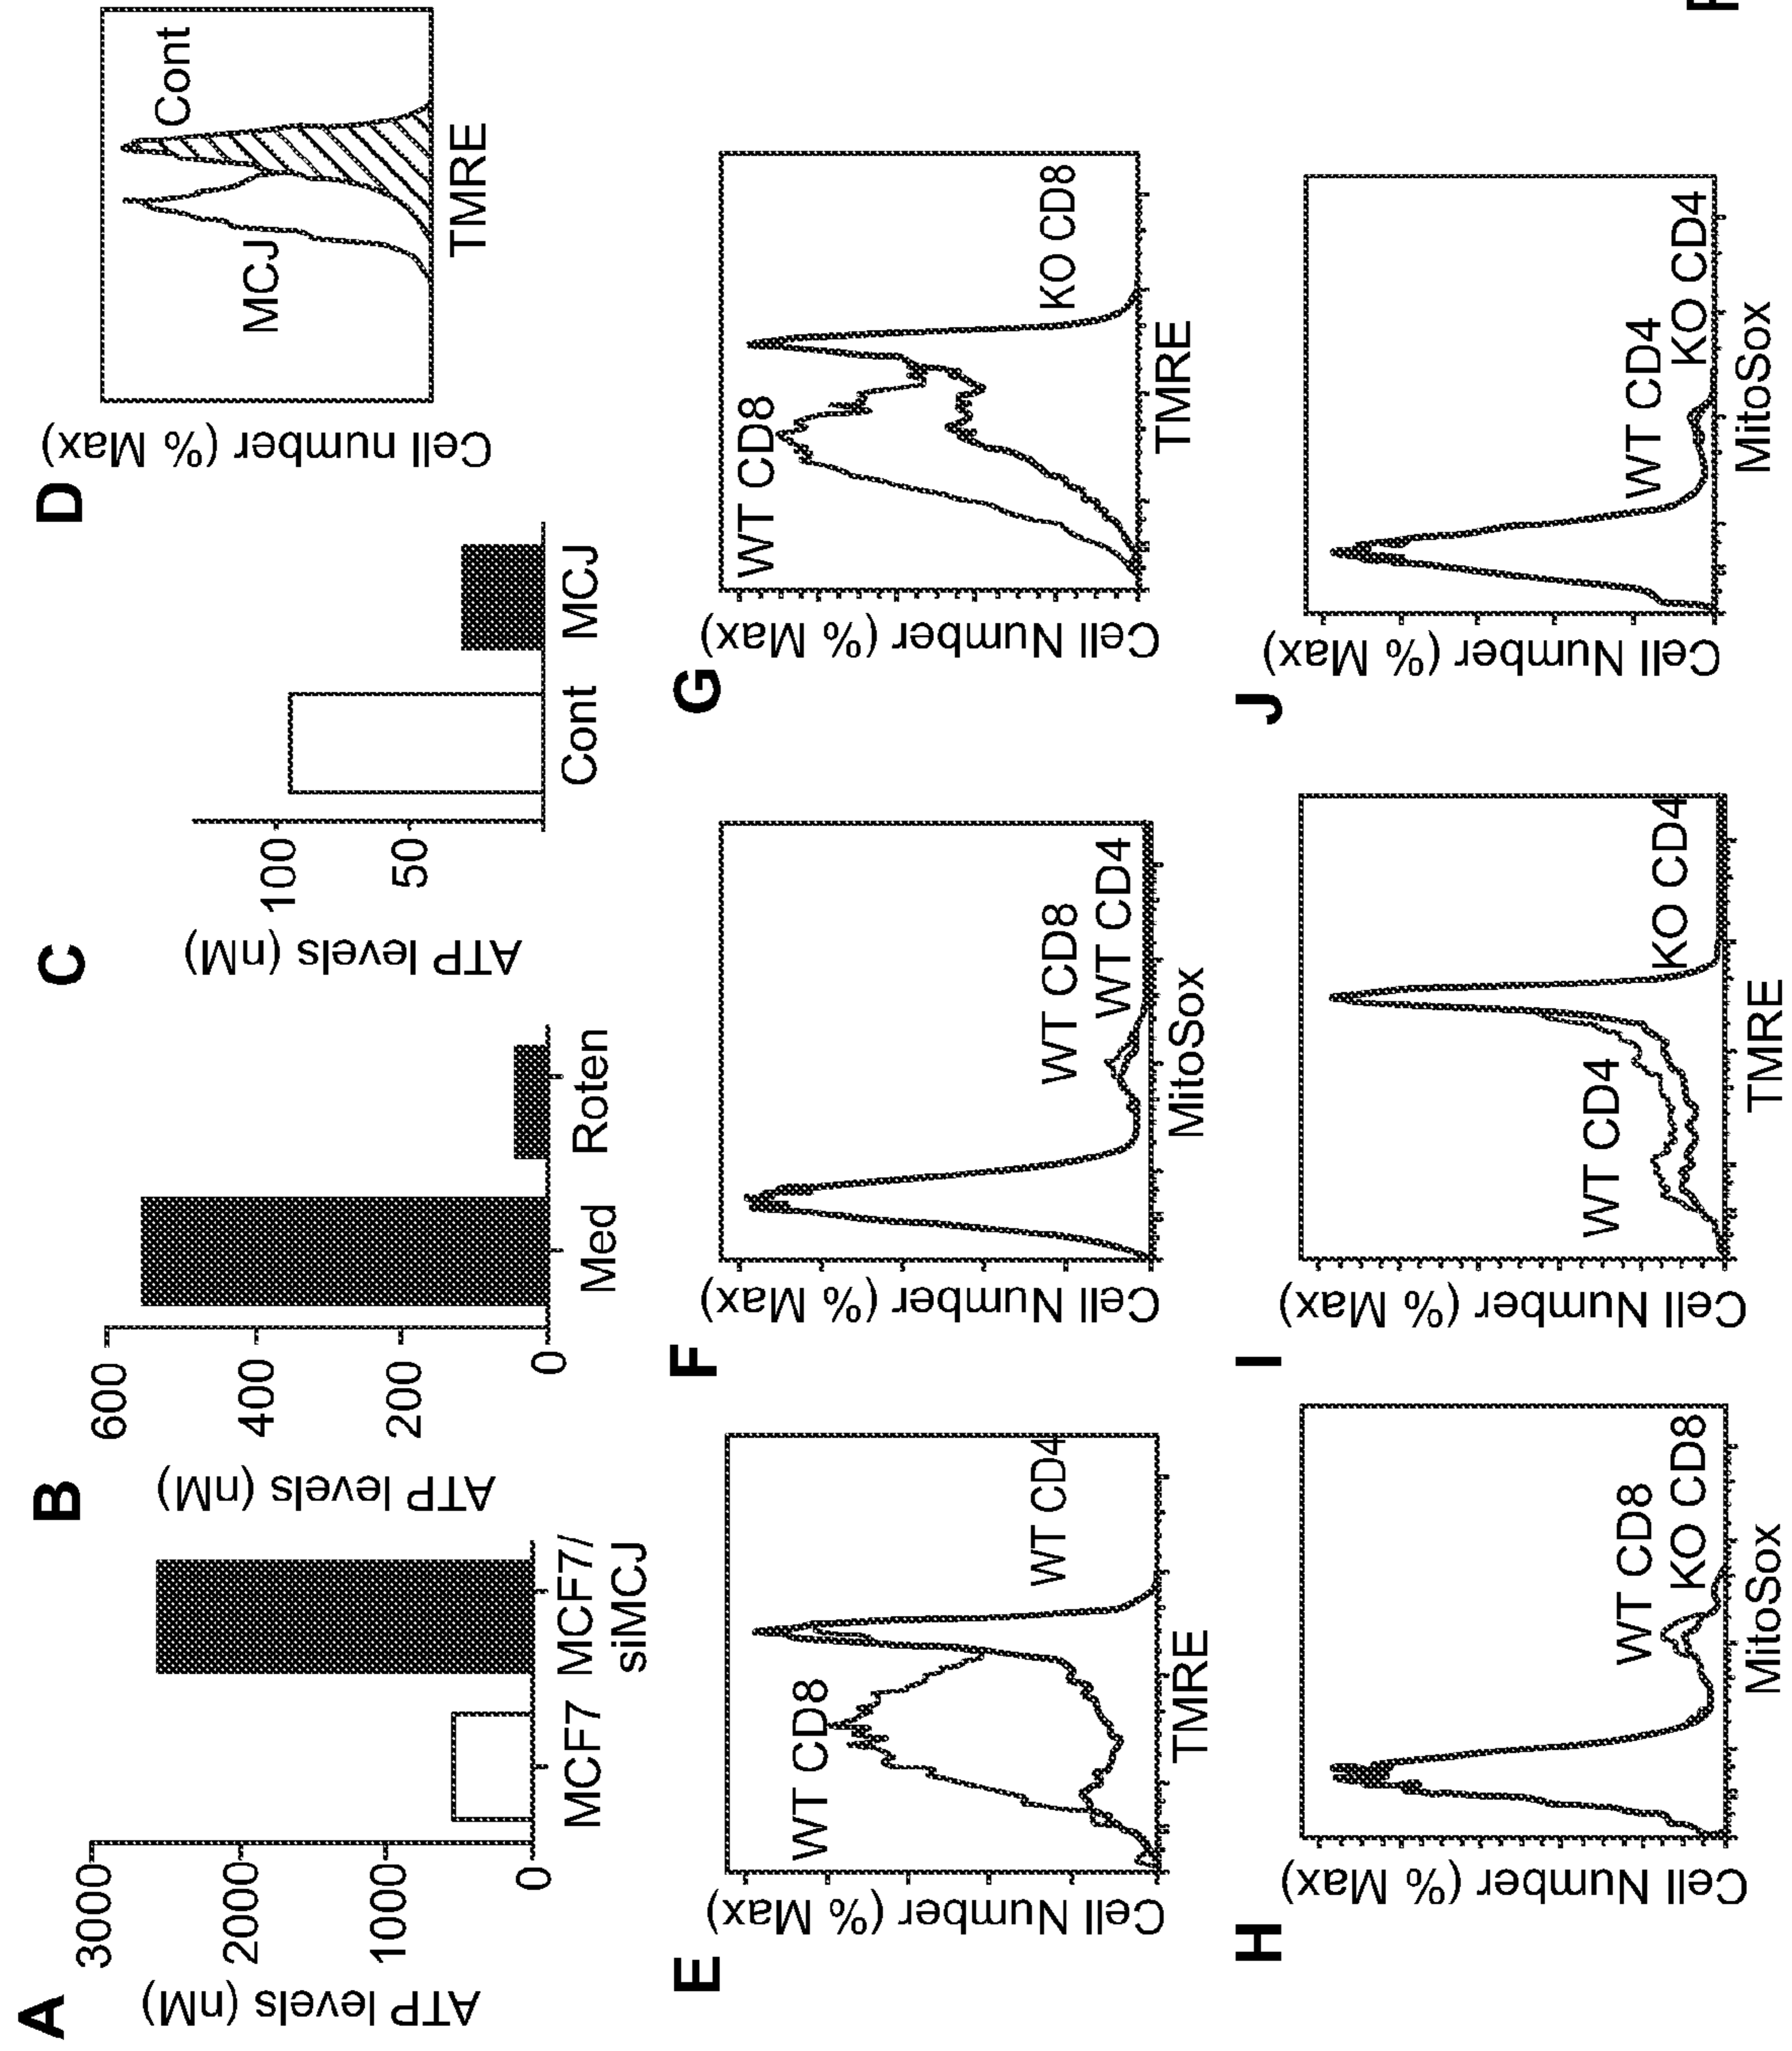 A
ATP levels (nM)
3000
2000
1000
0
MCF7
MCF7/
siMCJ
B
ATP levels (nM)
600
400
200
0
Med
Roten
C
ATP levels (nM)
100
50
Cont
MCJ
D
Cell number (% Max)
MCJ
Cont
TMRE
E
Cell Number (% Max)
WT CD8
WT CD4
TMRE
F
Cell Number (% Max)
WT CD8
WT CD4
MitoSox
G
Cell Number (% Max)
WT CD8
KO CD8
TMRE
H
Cell Number (% Max)
WT CD8
KO CD8
MitoSox
I
Cell Number (% Max)
WT CD4
KO CD4
TMRE
J
Cell Number (% Max)
WT CD4
KO CD4
MitoSox